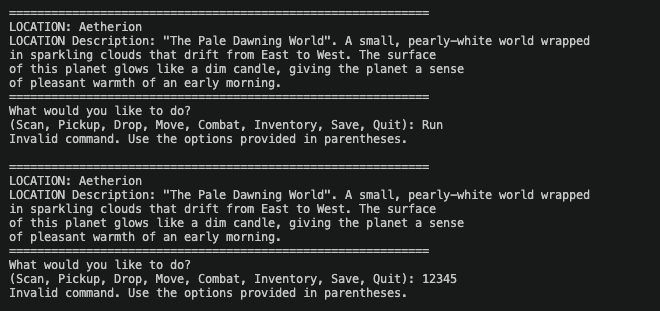 ============================================================
LOCATION: Aetherion
LOCATION Description: "The Pale Dawning World". A small, pearly-white world wrapped
in sparkling clouds that drift from East to West. The surface
of this planet glows like a dim candle, giving the planet a sense
of pleasant warmth of an early morning.
============================================================
What would you like to do?
(Scan, Pickup, Drop, Move, Combat, Inventory, Save, Quit): Run
Invalid command. Use the options provided in parentheses.

============================================================
LOCATION: Aetherion
LOCATION Description: "The Pale Dawning World". A small, pearly-white world wrapped
in sparkling clouds that drift from East to West. The surface
of this planet glows like a dim candle, giving the planet a sense
of pleasant warmth of an early morning.
============================================================
What would you like to do?
(Scan, Pickup, Drop, Move, Combat, Inventory, Save, Quit): 12345
Invalid command. Use the options provided in parentheses.